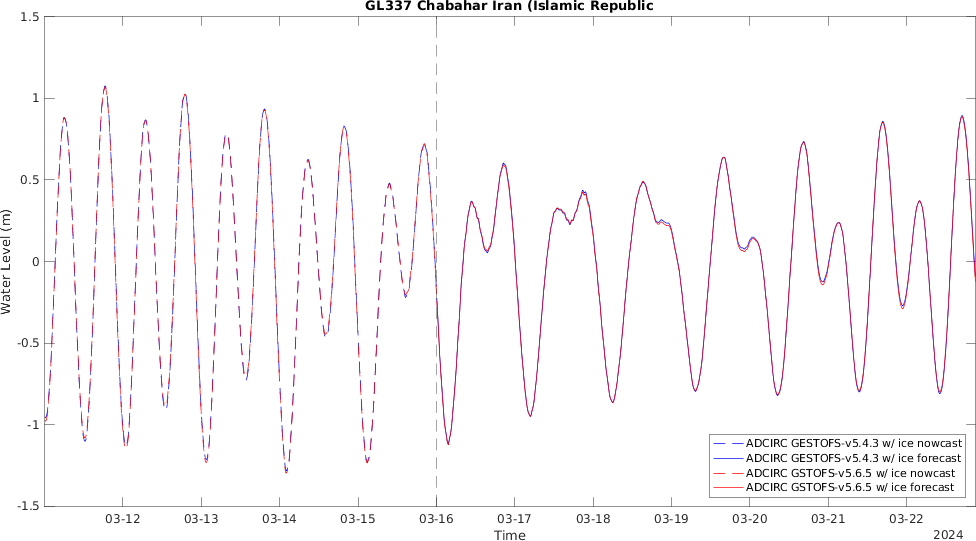 GL337 Chabahar Iran (Islamic Republic
1.5
1
0.5
0
-0.5
-1
-1.5
Water Level (m)
03-12 03-13 03-14 03-15 03-16 03-17 03-18 03-19 03-20 03-21 03-22
Time
2024
ADCIRC GESTOFS-v5.4.3 w/ ice nowcast
ADCIRC GESTOFS-v5.4.3 w/ ice forecast
ADCIRC GSTOFS-v5.6.5 w/ ice nowcast
ADCIRC GSTOFS-v5.6.5 w/ ice forecast